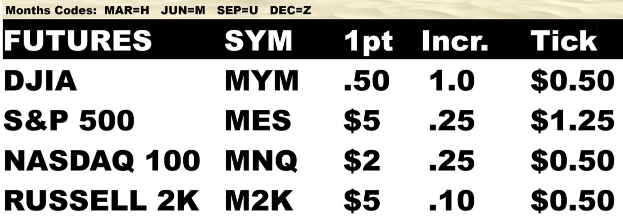 Months Codes: MAR=H JUN=M SEP=U DEC=Z
FUTURES SYM 1pt Incr. Tick
DJIA MYM .50 1.0 $0.50
S&P 500 MES $5 .25 $1.25
NASDAQ 100 MNQ $2 .25 $0.50
RUSSELL 2K M2K $5 .10 $0.50